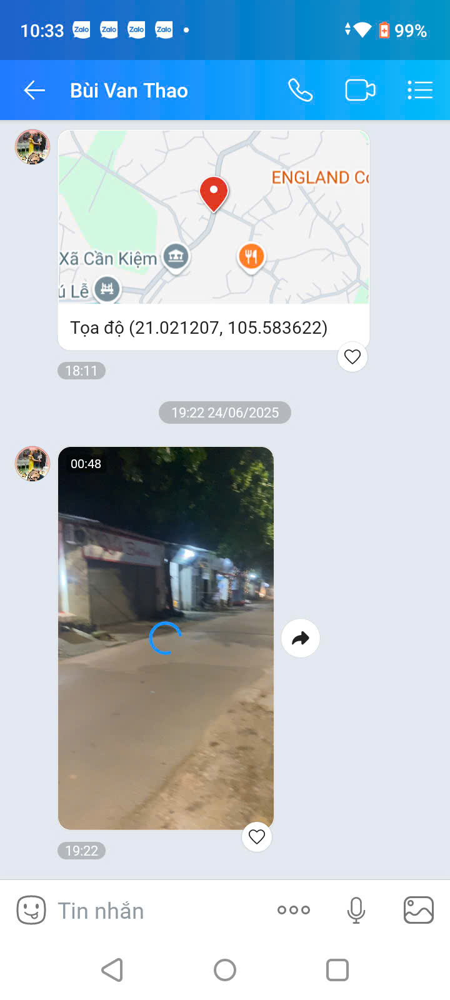 10:33 Zalo Zalo Zalo Zalo 99%
Bùi Van Thao
ENGLAND Co
Xã Cần Kiệm
ú Lễ
Tọa độ (21.021207, 105.583622)
18:11
19:22 24/06/2025
00:48
19:22
Tin nhắn